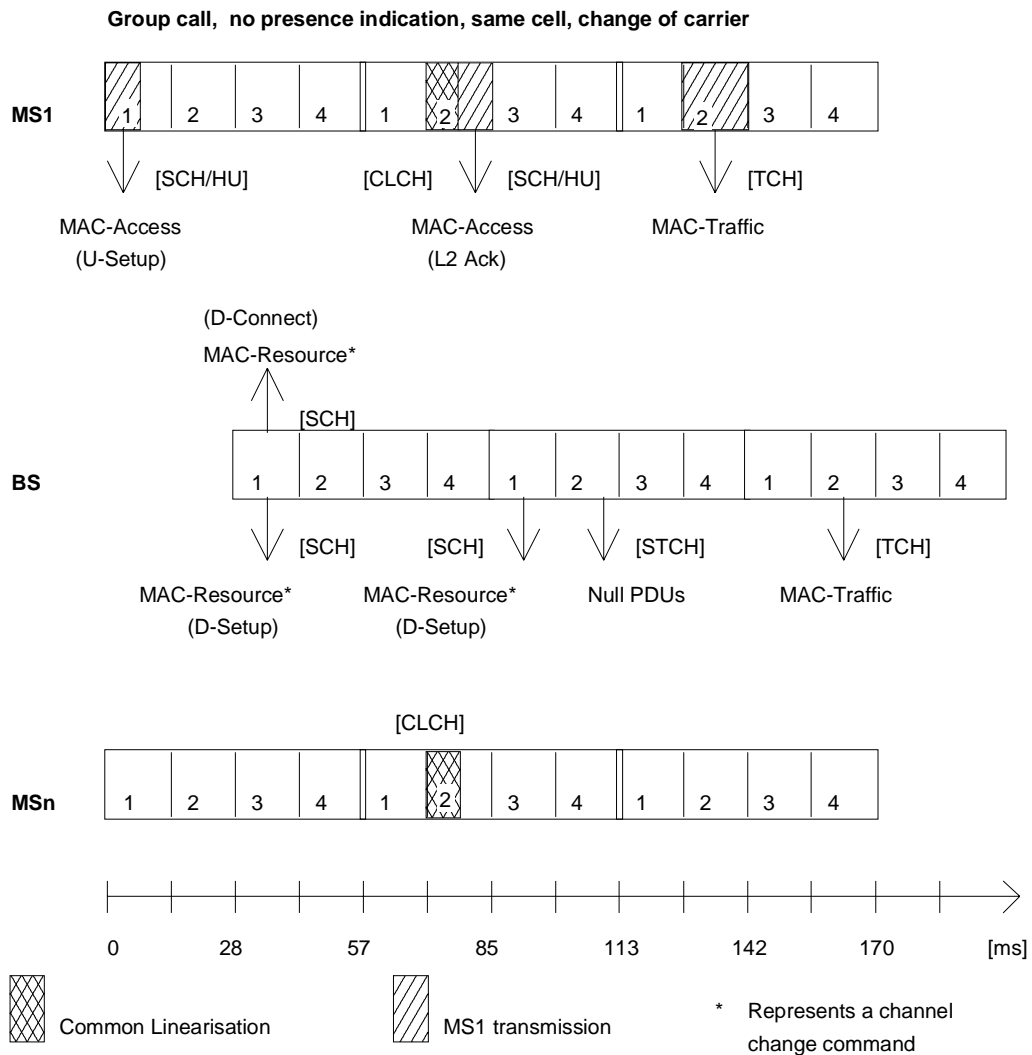 Group call, no presence indication, same cell, change of carrier
MS1
1 2 3 4 1 2 3 4 1 2 3 4
[SCH/HU] [CLCH] [SCH/HU] [TCH]
MAC-Access MAC-Access MAC-Traffic
(U-Setup) (L2 Ack)
(D-Connect)
MAC-Resource*
[SCH]
BS
1 2 3 4 1 2 3 4 1 2 3 4
[SCH] [SCH] [STCH] [TCH]
MAC-Resource* MAC-Resource* Null PDUs MAC-Traffic
(D-Setup) (D-Setup)
[CLCH]
MSn
1 2 3 4 1 2 3 4 1 2 3 4
0 28 57 85 113 142 170 [ms]
Common Linearisation
MS1 transmission
* Represents a channel
change command